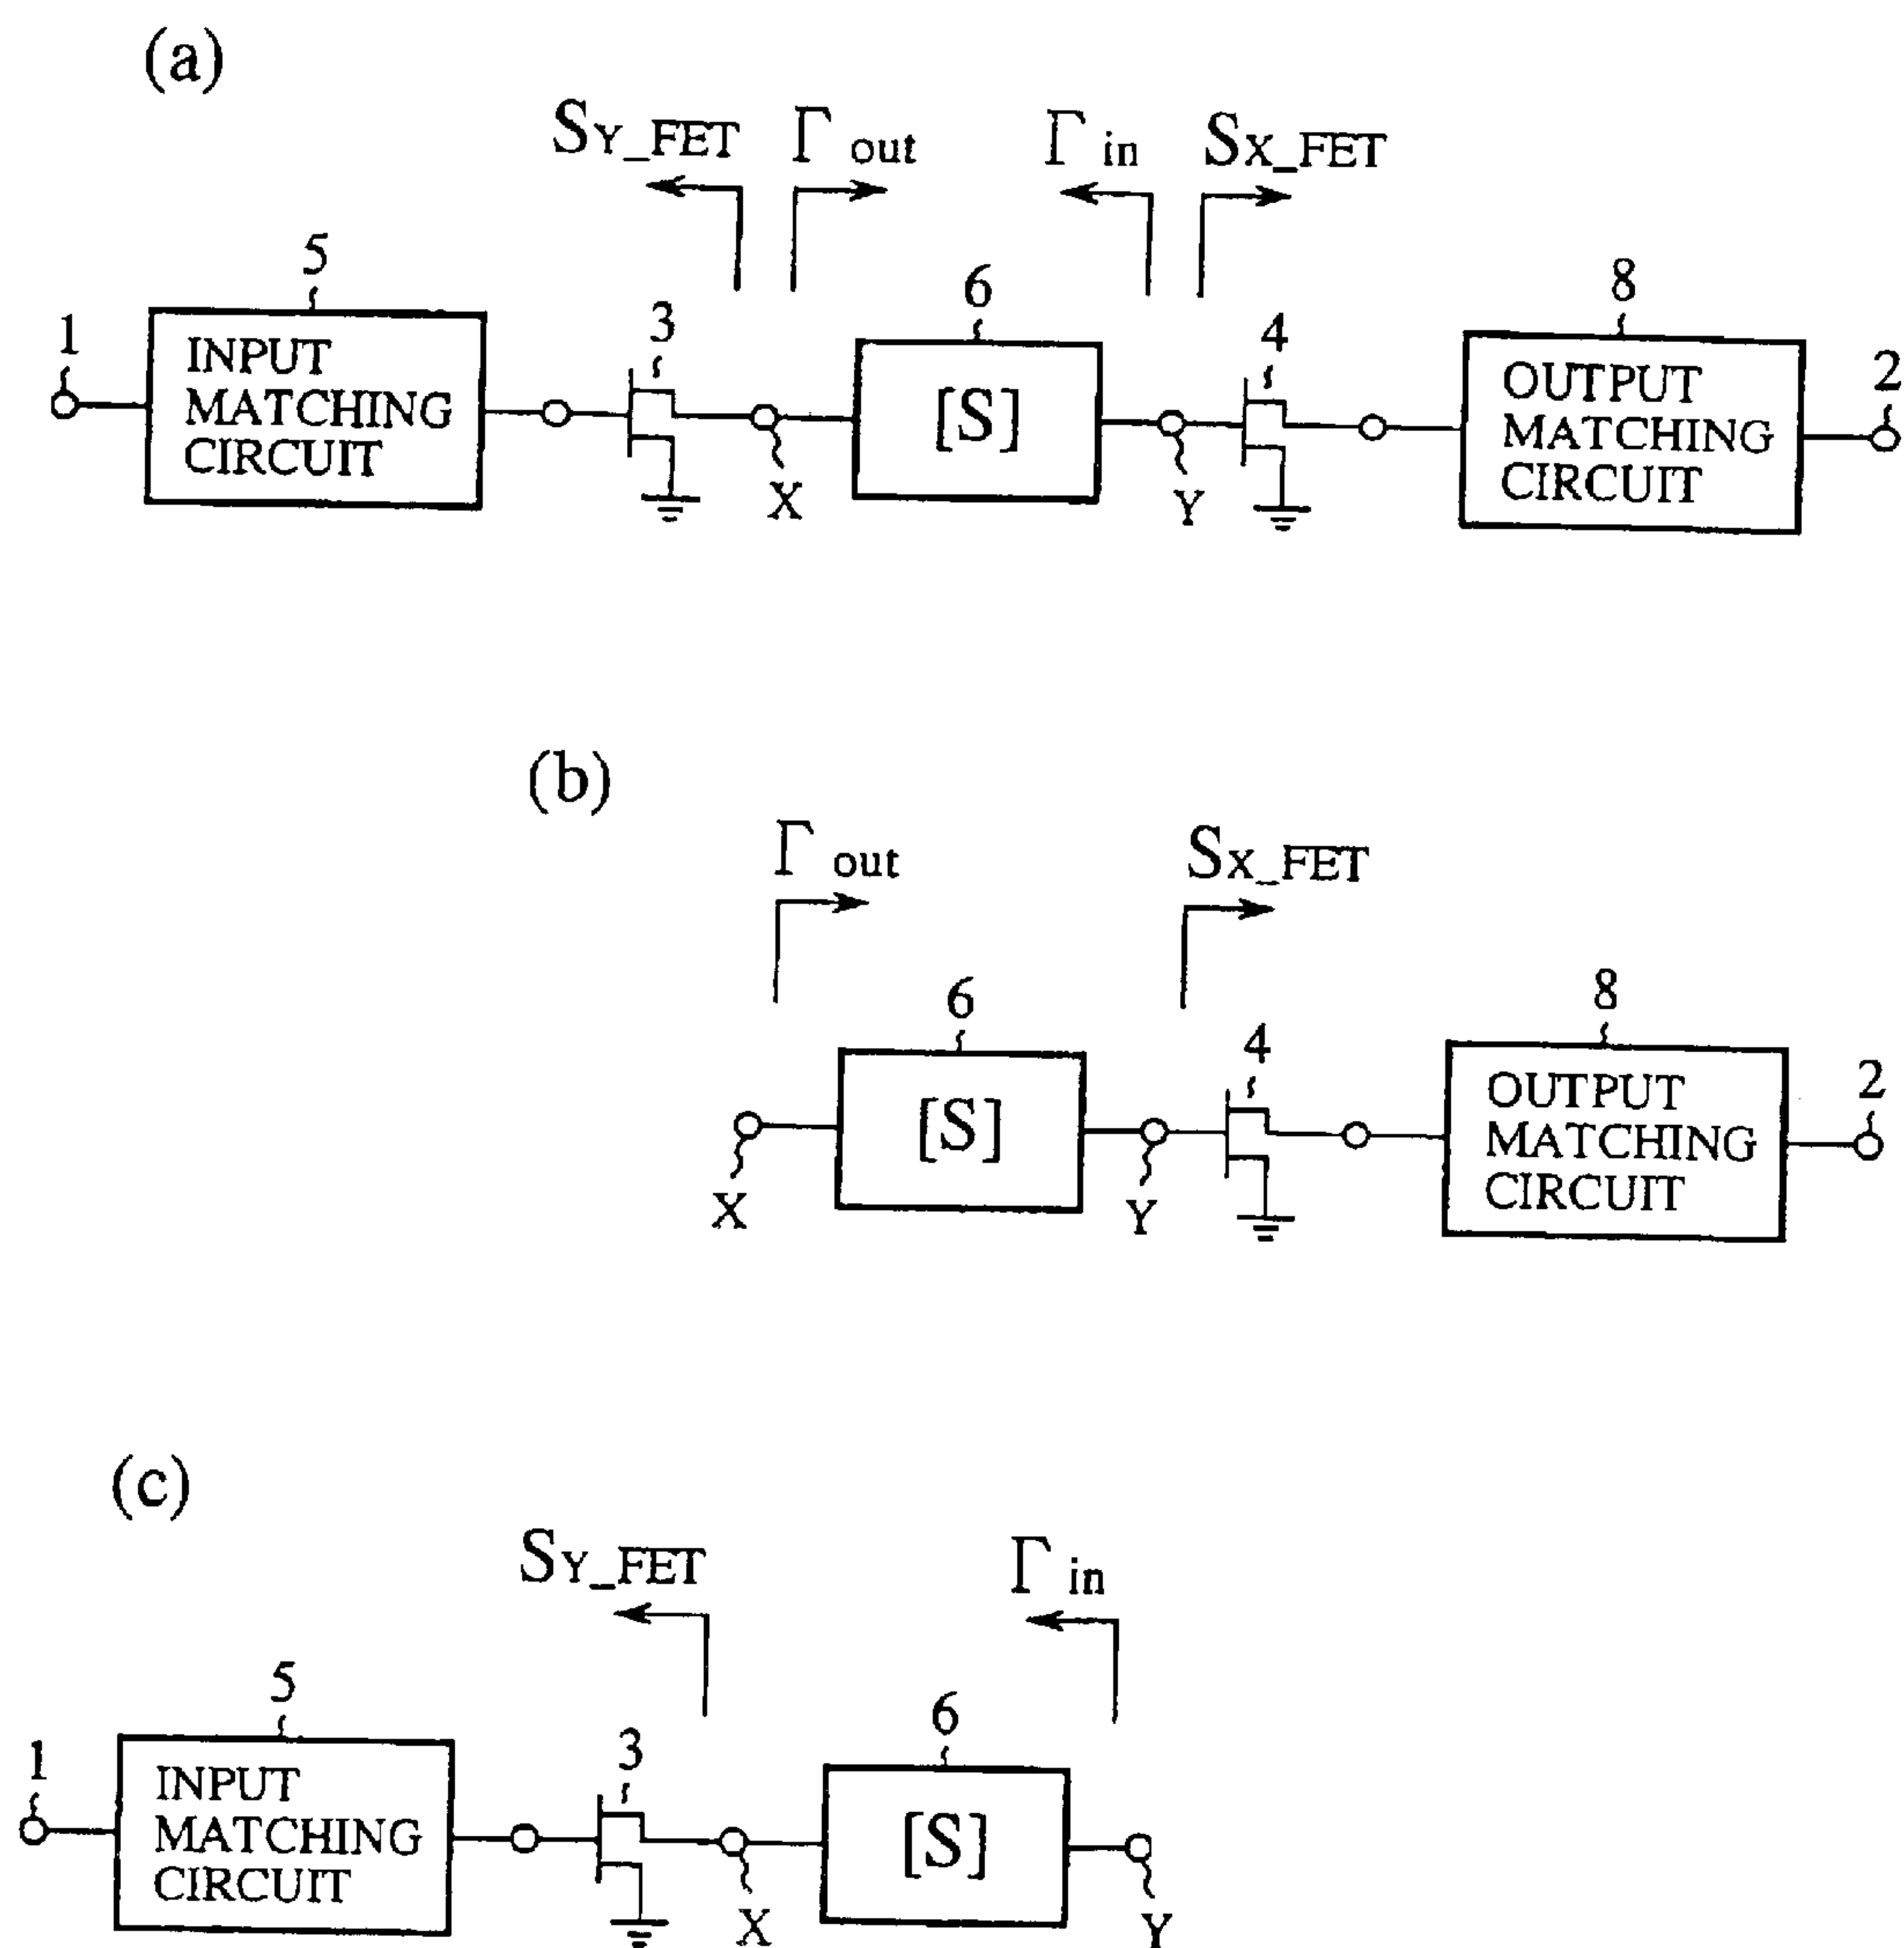 (a)
SY_FET Γout Γin SX_FET
5
6
8
1
3
4
2
INPUT
MATCHING
CIRCUIT
[S]
OUTPUT
MATCHING
CIRCUIT
X
Y
(b)
Γout SX_FET
6
8
4
2
[S]
OUTPUT
MATCHING
CIRCUIT
X
Y
(c)
SY_FET Γin
5
6
1
3
INPUT
MATCHING
CIRCUIT
[S]
X
Y